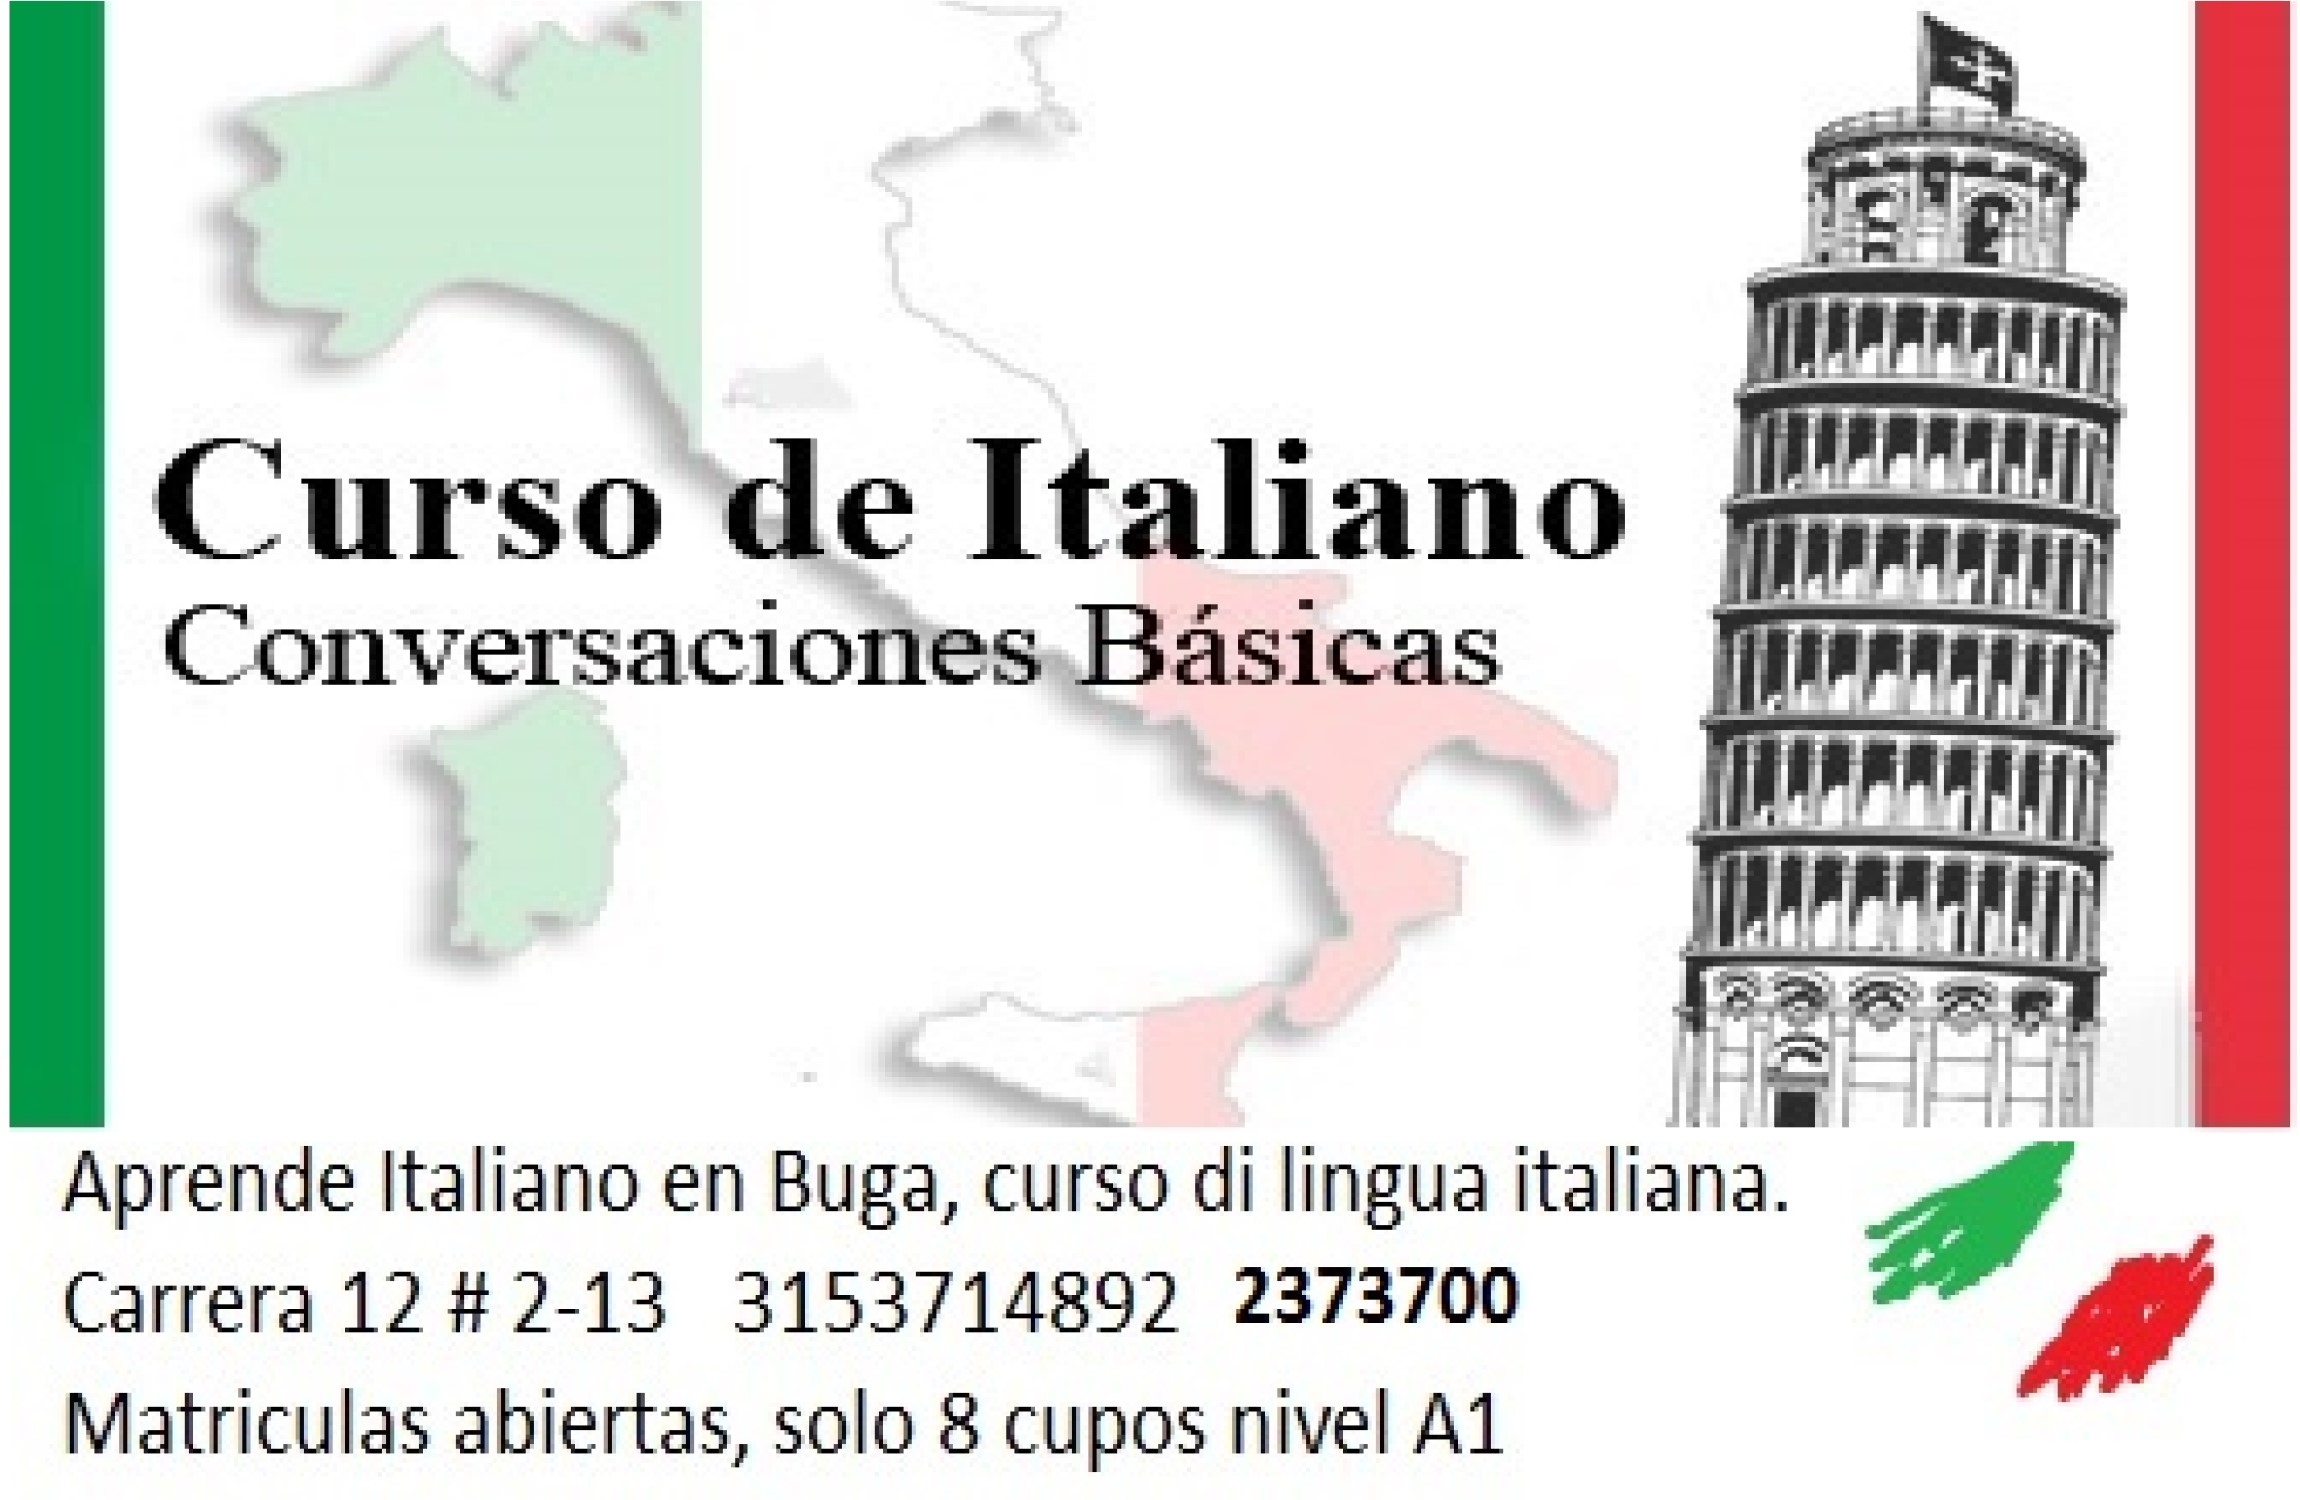 Curso de Italiano
Conversaciones Básicas
Aprende Italiano en Buga, curso di lingua italiana.
Carrera 12 # 2-13 3153714892 2373700
Matriculas abiertas, solo 8 cupos nivel A1